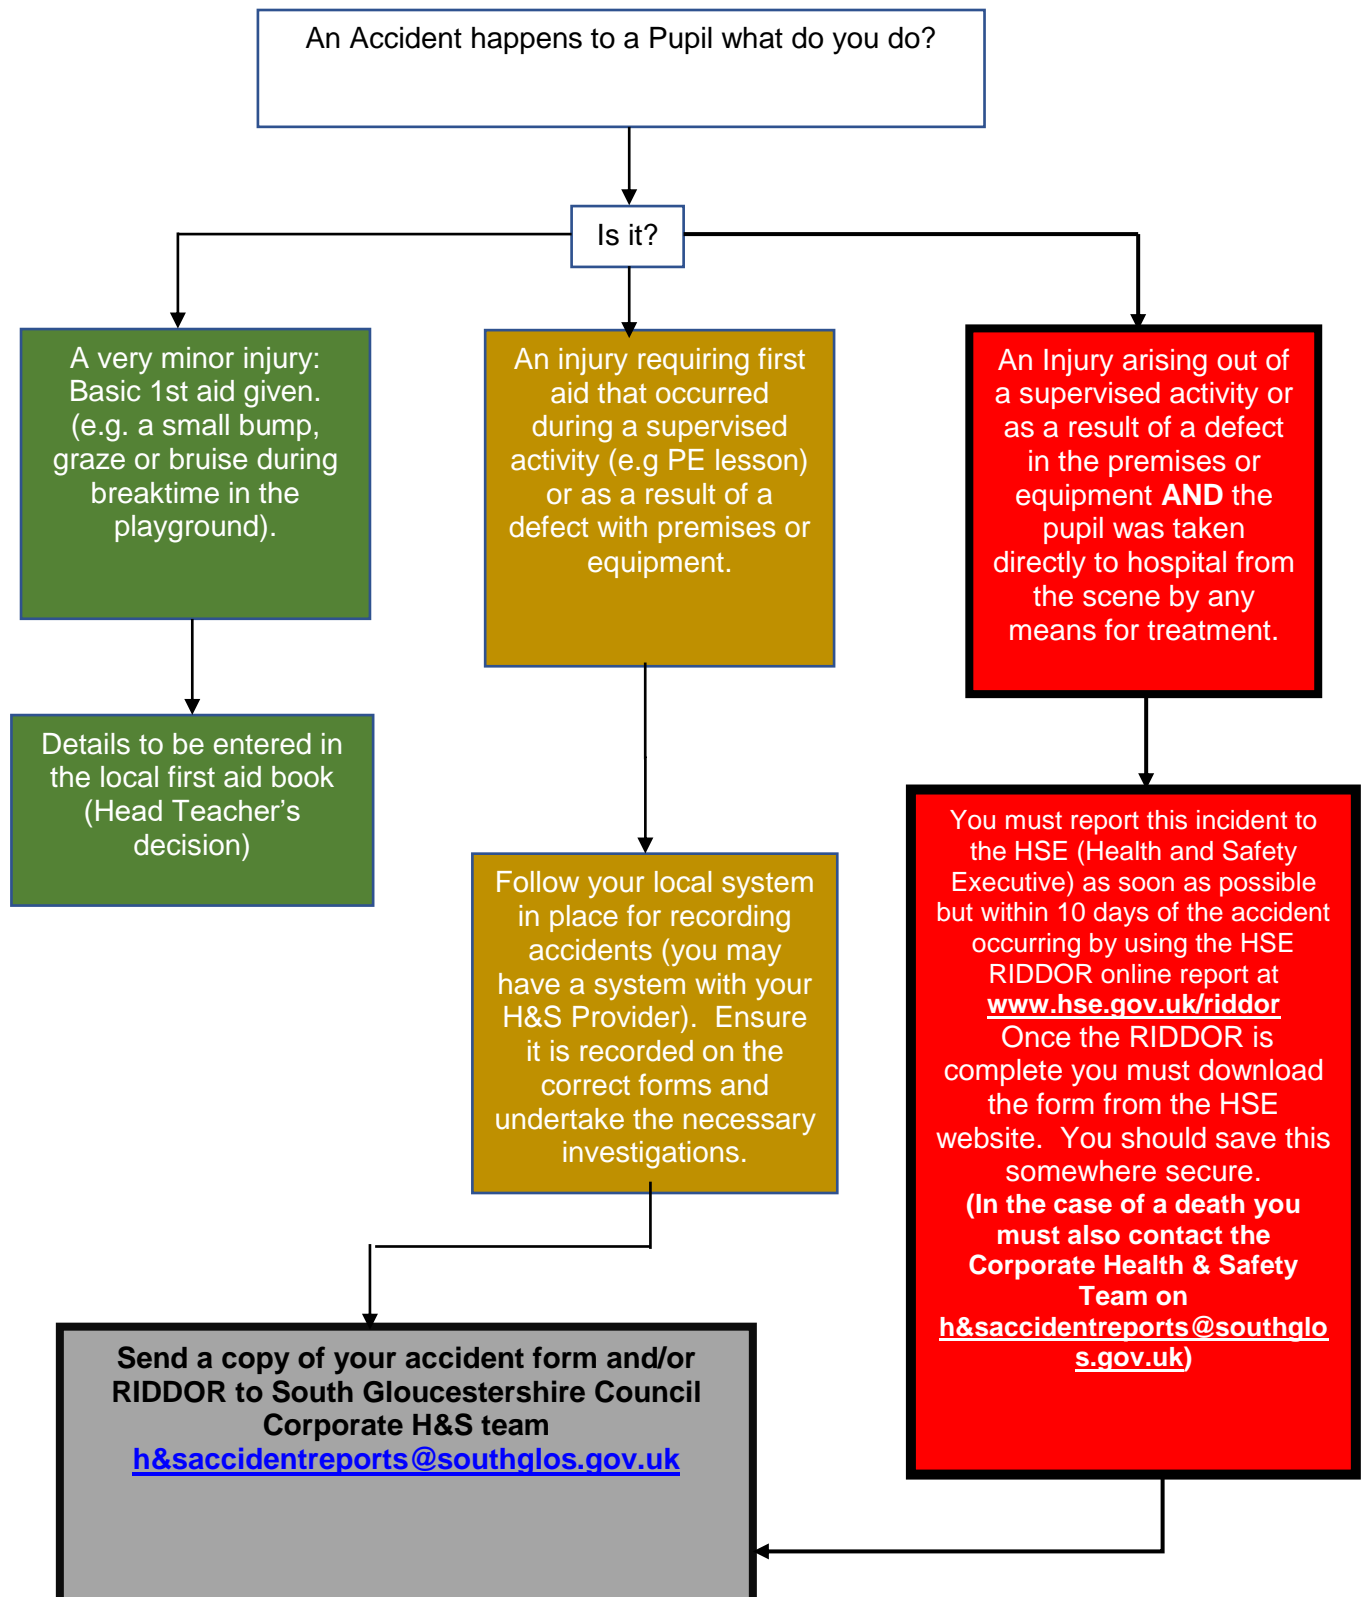 An Accident happens to a Pupil what do you do?
Is it?
A very minor injury:
Basic 1st aid given.
(e.g. a small bump,
graze or bruise during
breaktime in the
playground).
An injury requiring first
aid that occurred
during a supervised
activity (e.g PE lesson)
or as a result of a
defect with premises or
equipment.
An Injury arising out of
a supervised activity or
as a result of a defect
in the premises or
equipment AND the
pupil was taken
directly to hospital from
the scene by any
means for treatment.
Details to be entered in
the local first aid book
(Head Teacher’s
decision)
Follow your local system
in place for recording
accidents (you may
have a system with your
H&S Provider). Ensure
it is recorded on the
correct forms and
undertake the necessary
investigations.
You must report this incident to
the HSE (Health and Safety
Executive) as soon as possible
but within 10 days of the accident
occurring by using the HSE
RIDDOR online report at
www.hse.gov.uk/riddor
Once the RIDDOR is
complete you must download
the form from the HSE
website. You should save this
somewhere secure.
(In the case of a death you
must also contact the
Corporate Health & Safety
Team on
h&saccidentreports@southglo
s.gov.uk)
Send a copy of your accident form and/or
RIDDOR to South Gloucestershire Council
Corporate H&S team
h&saccidentreports@southglos.gov.uk